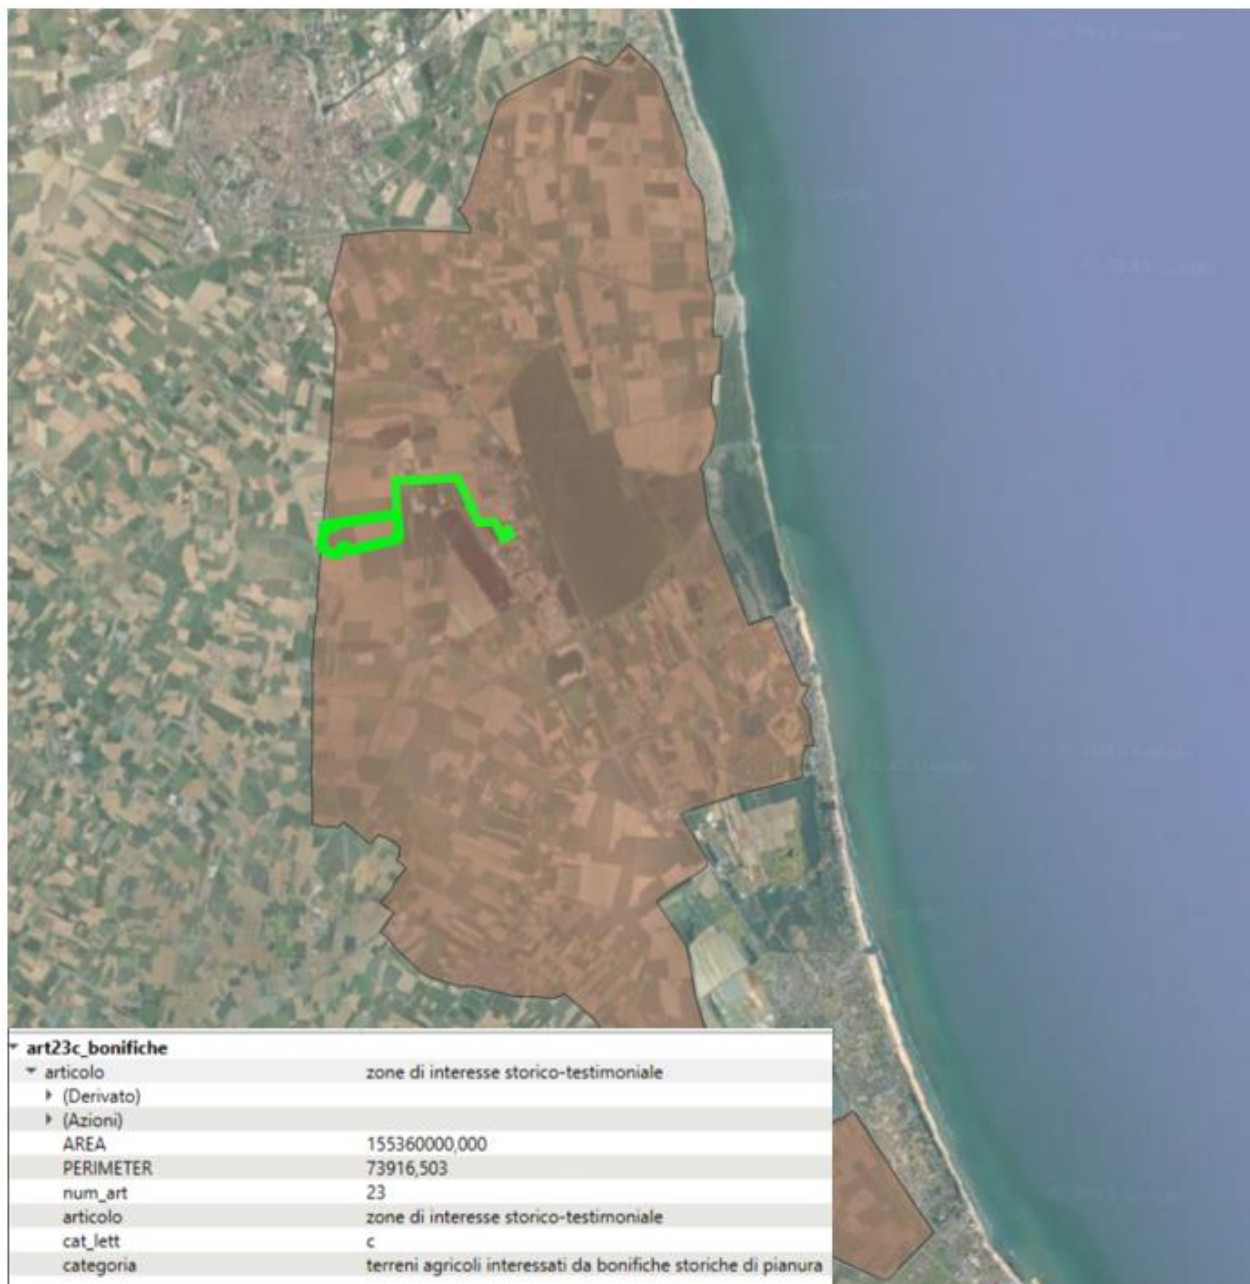 art23c_bonifiche
articolo zone di interesse storico-testimoniale
(Derivato)
(Azioni)
AREA 155360000,000
PERIMETER 73916,503
num_art 23
articolo zone di interesse storico-testimoniale
cat_lett c
categoria terreni agricoli interessati da bonifiche storiche di pianura